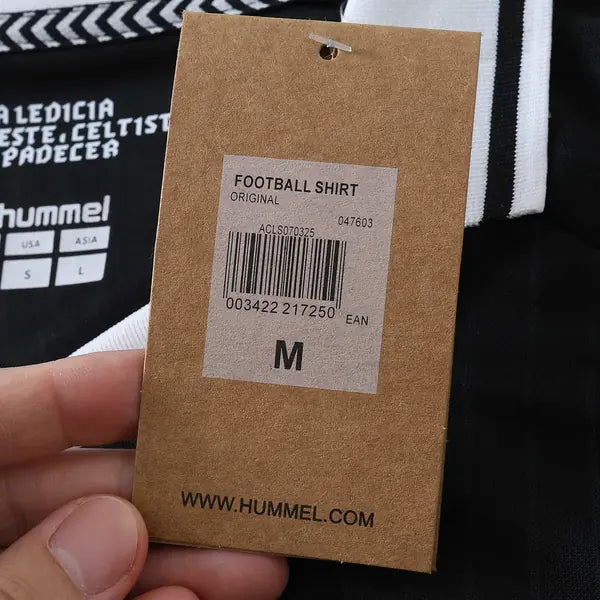 A LEDICIA
ESTE, CELTIST
PADECER
hummel
USA ASIA
S L
FOOTBALL SHIRT
ORIGINAL
047603
ACLS070325
003422 217250
EAN
M
WWW.HUMMEL.COM